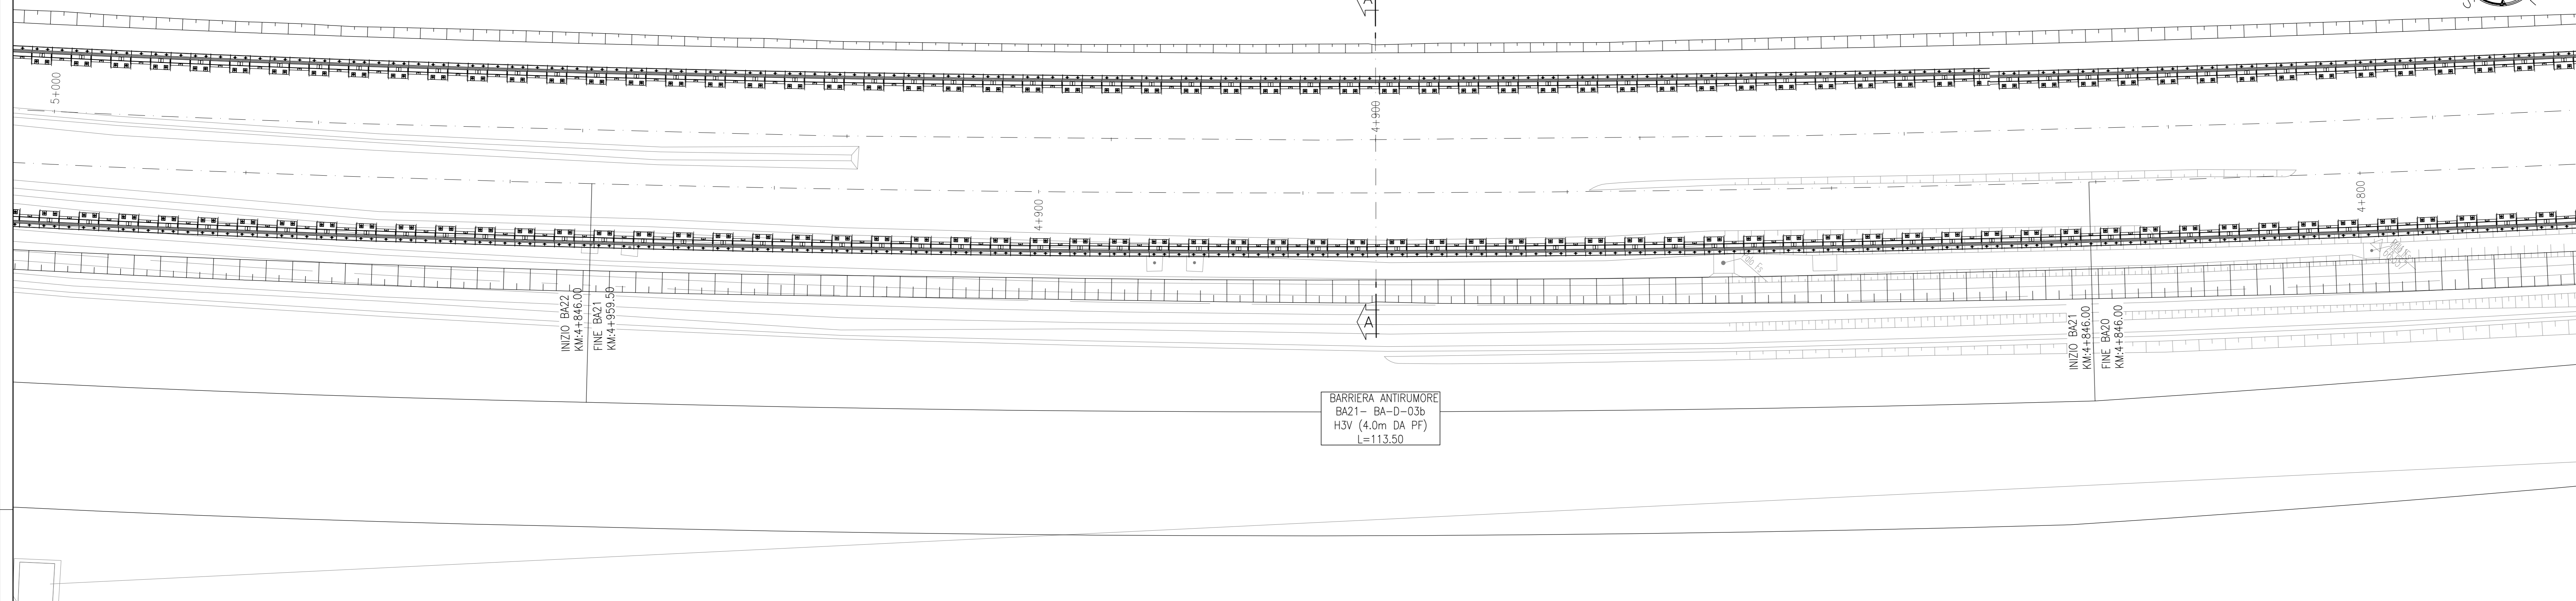 A
5+000
4+900
4+900
4+800
INIZIO BA22
KM:4+846.00
FINE BA21
KM:4+959.50
A
INIZIO BA21
KM:4+846.00
FINE BA20
KM:4+846.00
BARRIERA ANTIRUMORE
BA21- BA-D-03b
H3V (4.0m DA PF)
L=113.50